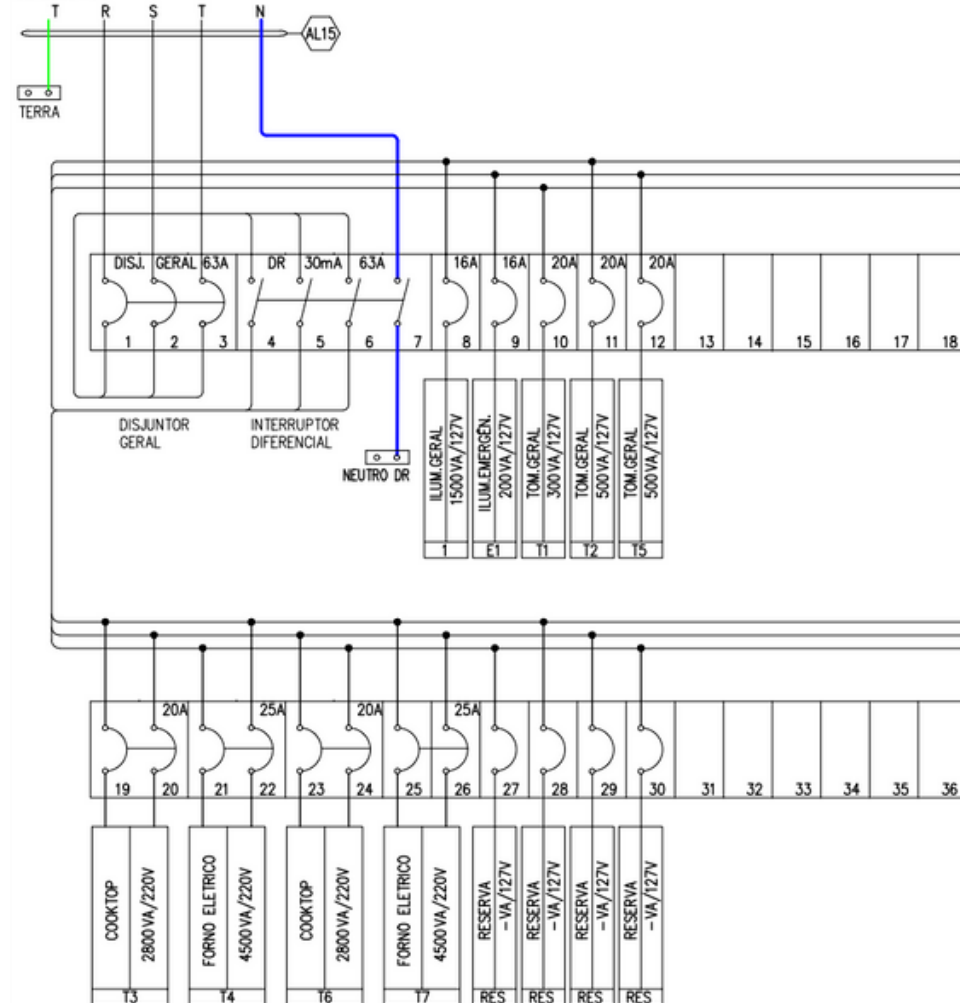 T R S T N
AL15
TERRA
DISJ. GERAL 63A DR 30mA 63A 16A 16A 20A 20A 20A
1 2 3 4 5 6 7 8 9 10 11 12 13 14 15 16 17 18
DISJUNTOR
GERAL
INTERRUPTOR
DIFERENCIAL
NEUTRO DR
ILUM.GERAL
1500VA/127V
1
ILUM.EMERGÊN.
200VA/127V
E1
TOM.GERAL
300VA/127V
T1
TOM.GERAL
500VA/127V
T2
TOM.GERAL
500VA/127V
T5
20A 25A 20A 25A
19 20 21 22 23 24 25 26 27 28 29 30 31 32 33 34 35 36
COOKTOP
2800VA/220V
T3
FORNO ELETRICO
4500VA/220V
T4
COOKTOP
2800VA/220V
T6
FORNO ELETRICO
4500VA/220V
T7
RESERVA
- VA/127V
RES
RESERVA
- VA/127V
RES
RESERVA
- VA/127V
RES
RESERVA
- VA/127V
RES